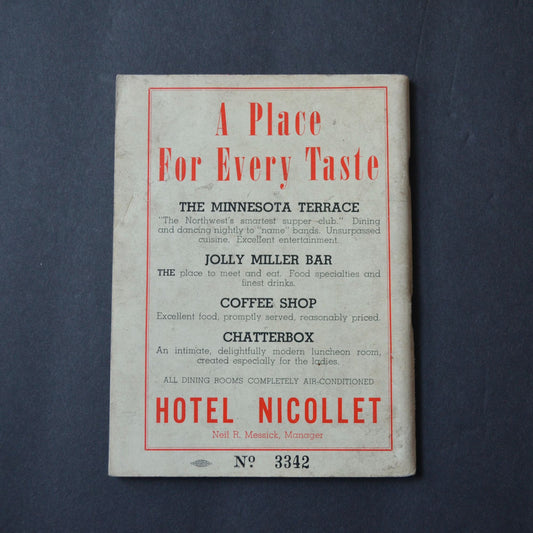 A Place
For Every Taste
THE MINNESOTA TERRACE
"The Northwest's smartest supper-club." Dining
and dancing nightly to "name" bands. Unsurpassed
cuisine. Excellent entertainment.
JOLLY MILLER BAR
THE place to meet and eat. Food specialties and
finest drinks.
COFFEE SHOP
Excellent food, promptly served, reasonably priced.
CHATTERBOX
An intimate, delightfully modern luncheon room,
created especially for the ladies.
ALL DINING ROOMS COMPLETELY AIR-CONDITIONED
HOTEL NICOLLET
Neil R. Messick, Manager
Nº 3342